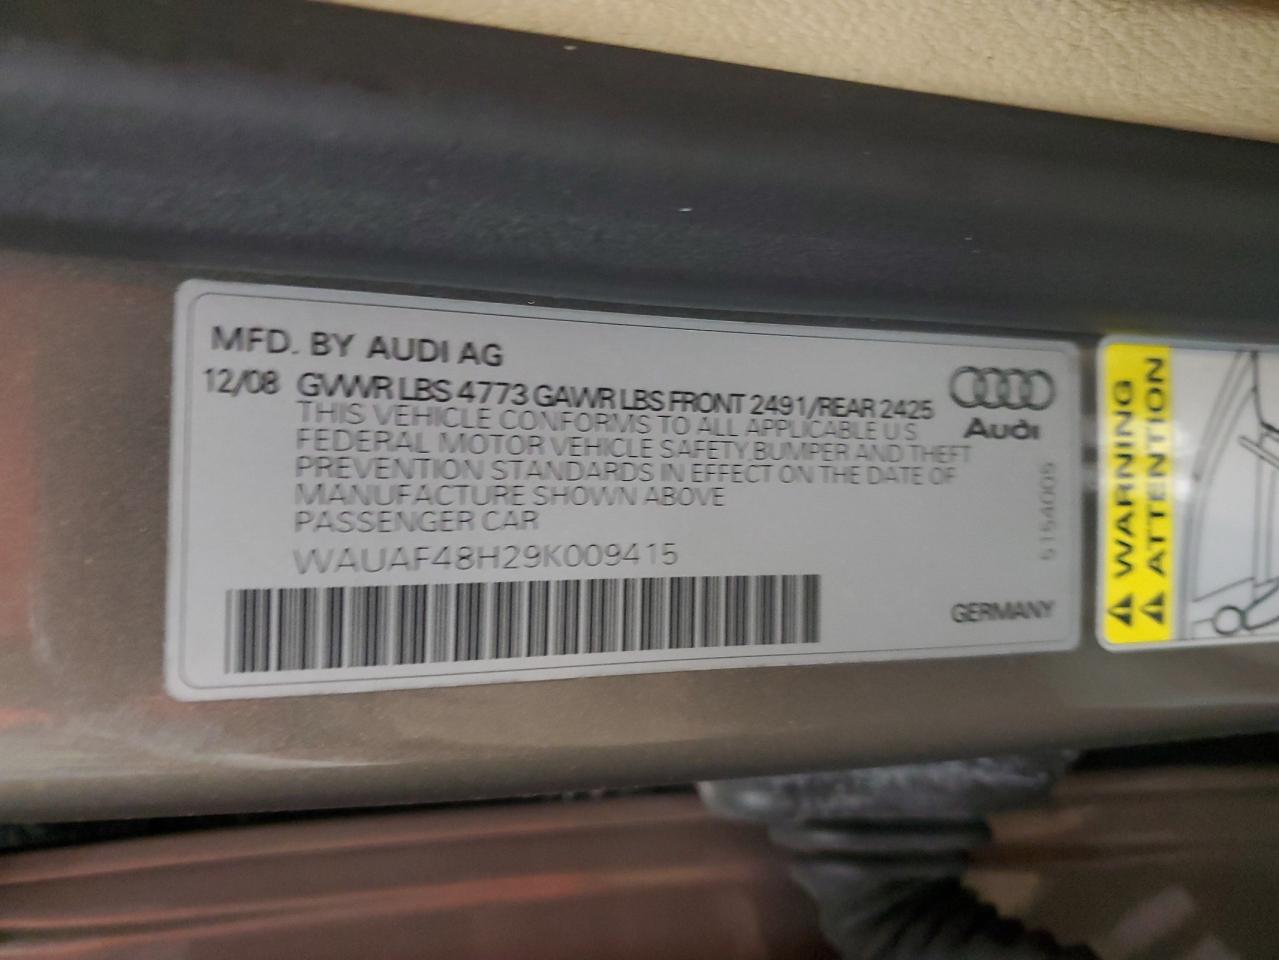 MFD. BY AUDI AG
12/08 GVWR LBS 4773 GAWR LBS FRONT 2491/REAR 2425
THIS VEHICLE CONFORMS TO ALL APPLICABLE U S
FEDERAL MOTOR VEHICLE SAFETY, BUMPER AND THEFT
PREVENTION STANDARDS IN EFFECT ON THE DATE OF
MANUFACTURE SHOWN ABOVE
PASSENGER CAR
WAUAF48H29K009415
Audi
5154005
GERMANY
WARNING
ATTENTION